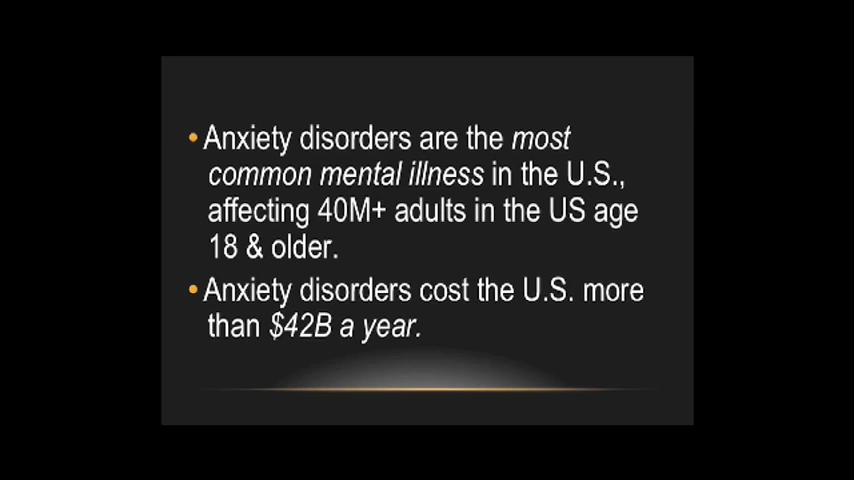 • Anxiety disorders are the most
common mental illness in the U.S.,
affecting 40M+ adults in the US age
18 & older.
• Anxiety disorders cost the U.S. more
than $42B a year.